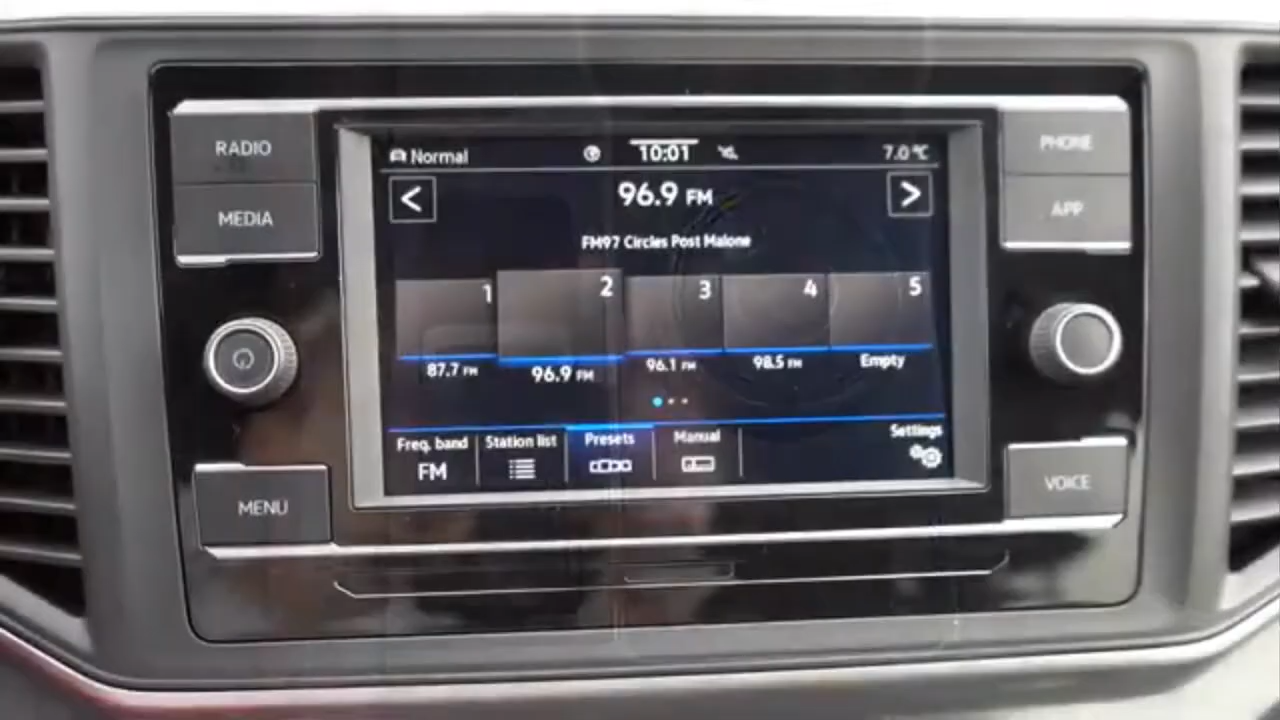 RADIO
MEDIA
MENU
Normal
10:01
7.0°C
<
96.9 FM
>
FM97 Circles Post Malone
1
2
3
4
5
87.7 FM
96.9 FM
96.1 FM
98.5 FM
Empty
Freq. band
FM
Station list
Presets
Manual
Settings
PHONE
APP
VOICE